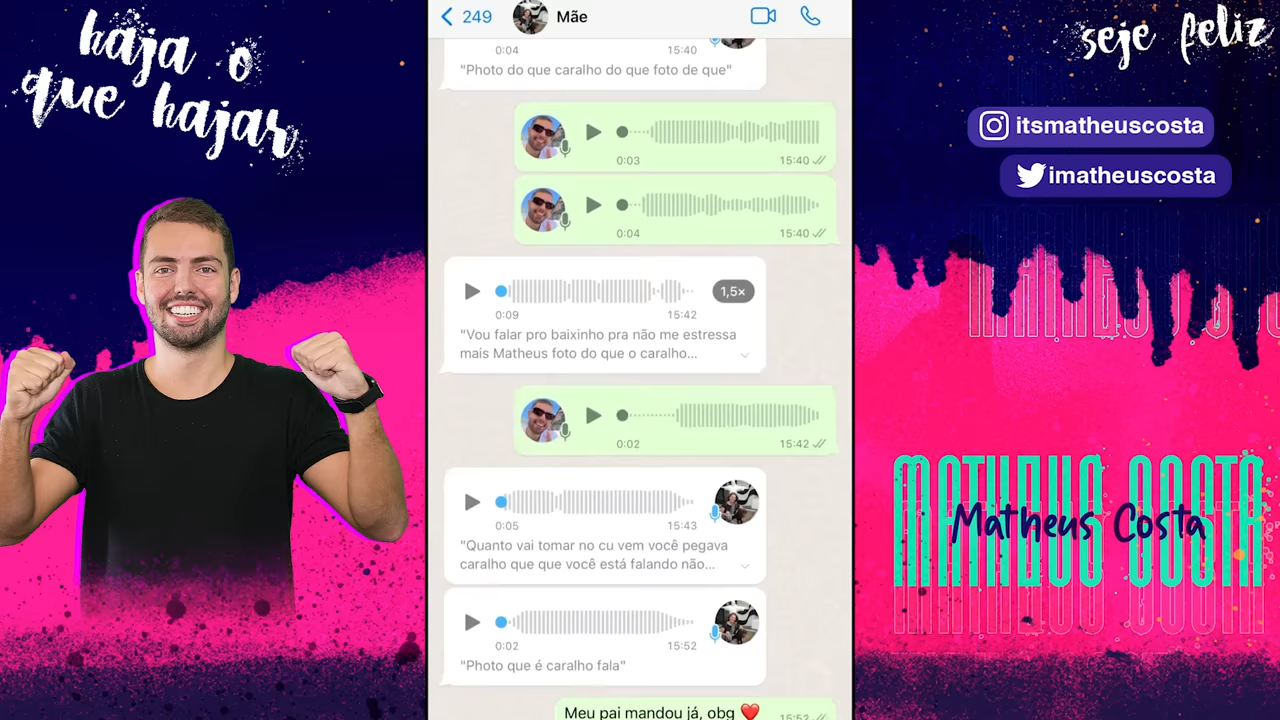 haja o
que hajar
249
Mãe
0:04
15:40
"Photo do que caralho do que foto de que"
0:03
15:40
0:04
15:40
1,5×
0:09
15:42
"Vou falar pro baixinho pra não me estressa
mais Matheus foto do que o caralho...
0:02
15:42
0:05
15:43
"Quanto vai tomar no cu vem você pegava
caralho que que você está falando não...
0:02
15:52
"Photo que é caralho fala"
Meu pai mandou já, obg ❤️
15:53
seje feliz
itsmatheuscosta
imatheuscosta
MATHEUS COSTA
Matheus Costa